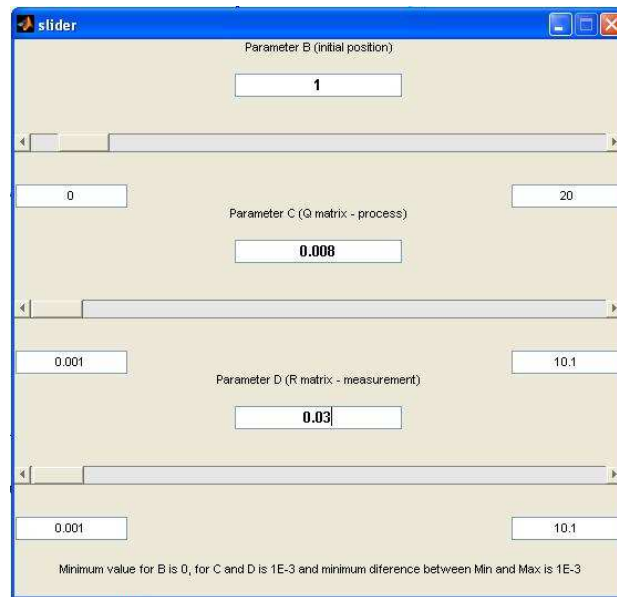 slider
Parameter B (initial position)
1
0 20
Parameter C (Q matrix - process)
0.008
0.001 10.1
Parameter D (R matrix - measurement)
0.03
0.001 10.1
Minimum value for B is 0, for C and D is 1E-3 and minimum diference between Min and Max is 1E-3